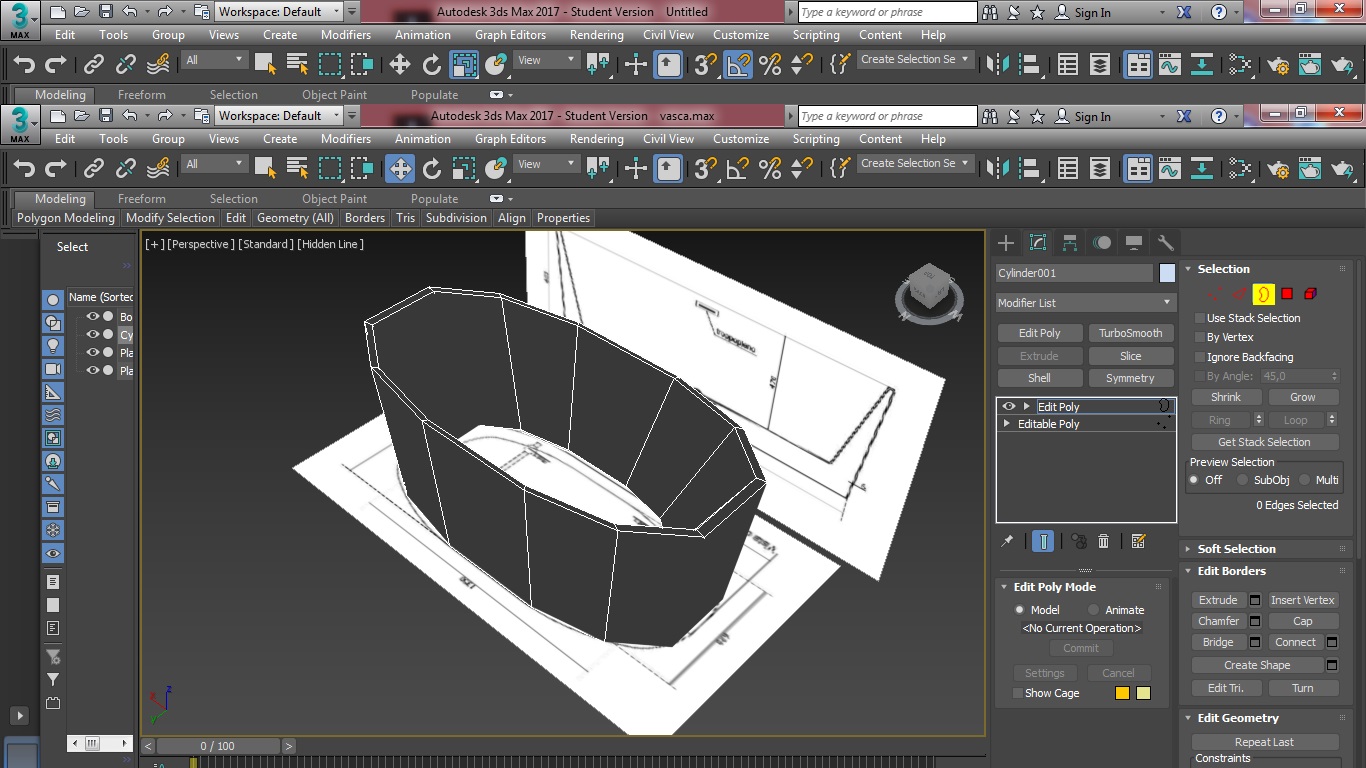 3 MAX Workspace: Default Autodesk 3ds Max 2017 - Student Version Untitled Type a keyword or phrase Sign In
Edit Tools Group Views Create Modifiers Animation Graph Editors Rendering Civil View Customize Scripting Content Help
All View 3 Create Selection Se
Modeling Freeform Selection Object Paint Populate
3 MAX Workspace: Default Autodesk 3ds Max 2017 - Student Version vasca.max Type a keyword or phrase Sign In
Edit Tools Group Views Create Modifiers Animation Graph Editors Rendering Civil View Customize Scripting Content Help
All View 3 Create Selection Se
Modeling Freeform Selection Object Paint Populate
Polygon Modeling Modify Selection Edit Geometry (All) Borders Tris Subdivision Align Properties
Select
Name (Sorted
Bo
Cy
Pla
Pla
[+] [Perspective ] [Standard ] [Hidden Line ]
troppopieno
z
x
y
< 0 / 100 >
Cylinder001
Modifier List
Edit Poly TurboSmooth
Extrude Slice
Shell Symmetry
Edit Poly
Editable Poly
Edit Poly Mode
Model Animate
<No Current Operation>
Commit
Settings Cancel
Show Cage
Selection
Use Stack Selection
By Vertex
Ignore Backfacing
By Angle: 45,0
Shrink Grow
Ring Loop
Get Stack Selection
Preview Selection
Off SubObj Multi
0 Edges Selected
Soft Selection
Edit Borders
Extrude Insert Vertex
Chamfer Cap
Bridge Connect
Create Shape
Edit Tri. Turn
Edit Geometry
Repeat Last
Constraints